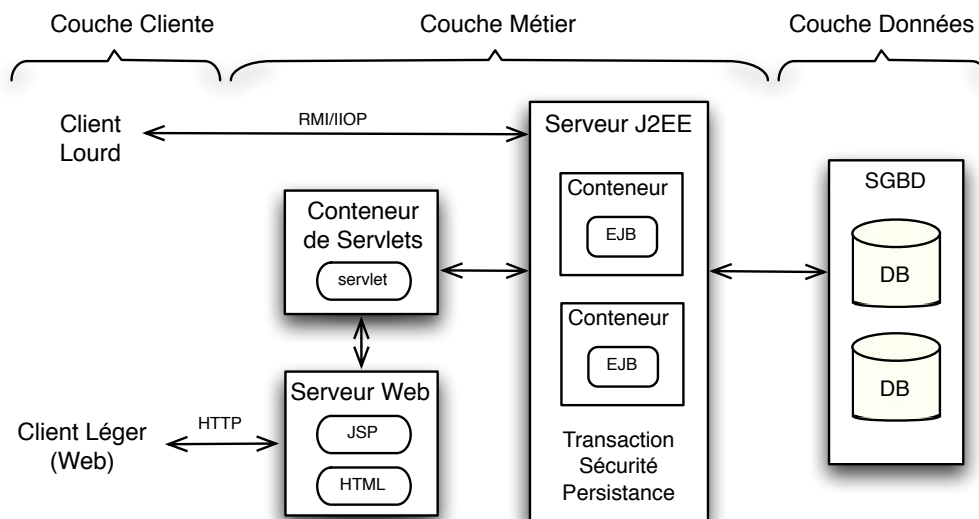 Couche Cliente
Couche Métier
Couche Données
Client
Lourd
RMI/IIOP
Serveur J2EE
Conteneur
EJB
Conteneur
EJB
Transaction
Sécurité
Persistance
SGBD
DB
DB
Conteneur
de Servlets
servlet
Serveur Web
JSP
HTML
Client Léger
(Web)
HTTP